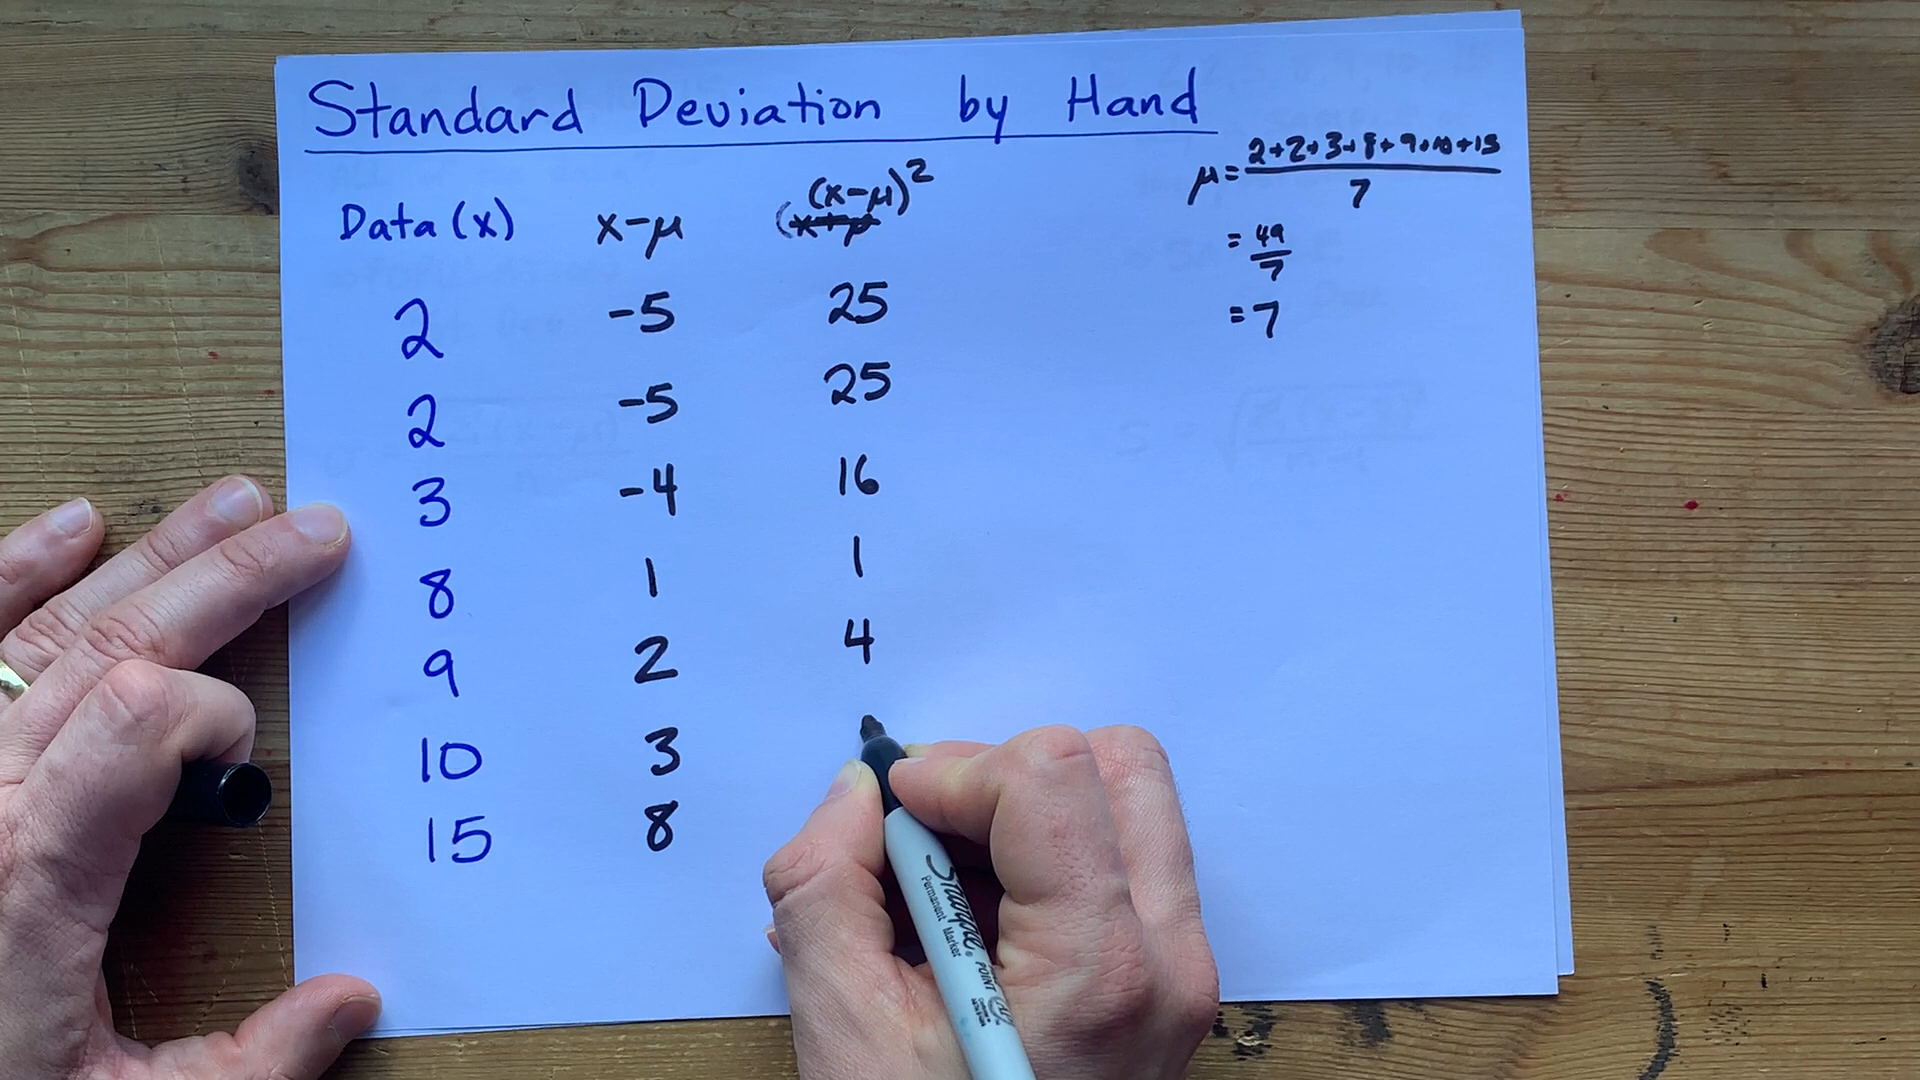 Standard Deviation by Hand
Data (x) x-μ (x-μ)²
2 -5 25
2 -5 25
3 -4 16
8 1 1
9 2 4
10 3
15 8
μ = 2+2+3+8+9+10+15
7
= 49
7
= 7
Sharpie
Permanent Marker